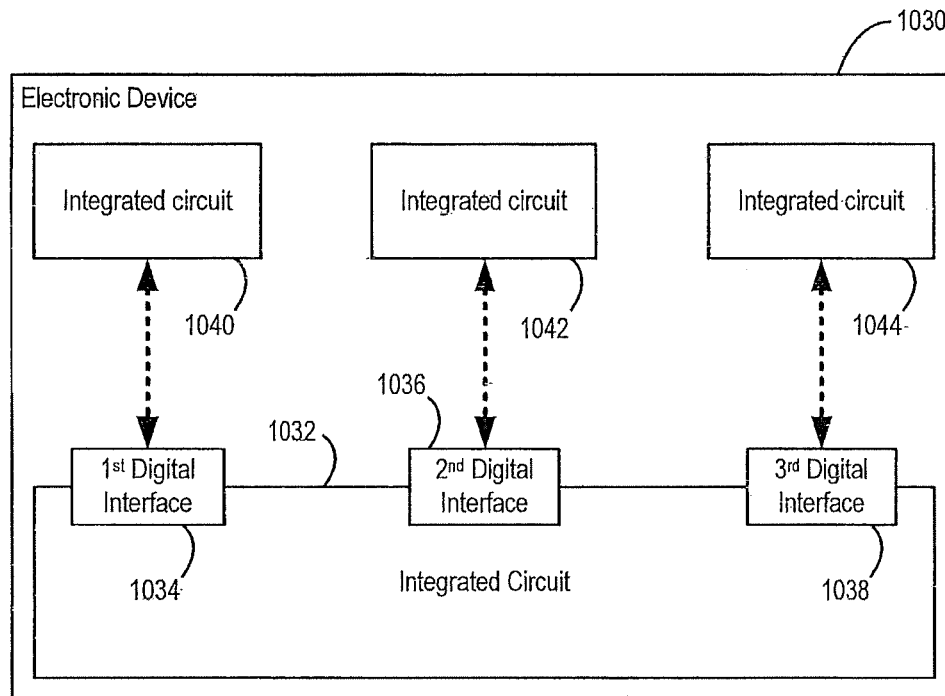 1030
Electronic Device
Integrated circuit
Integrated circuit
Integrated circuit
1040
1042
1044
1036
1032
1st Digital
Interface
2nd Digital
Interface
3rd Digital
Interface
1034
Integrated Circuit
1038